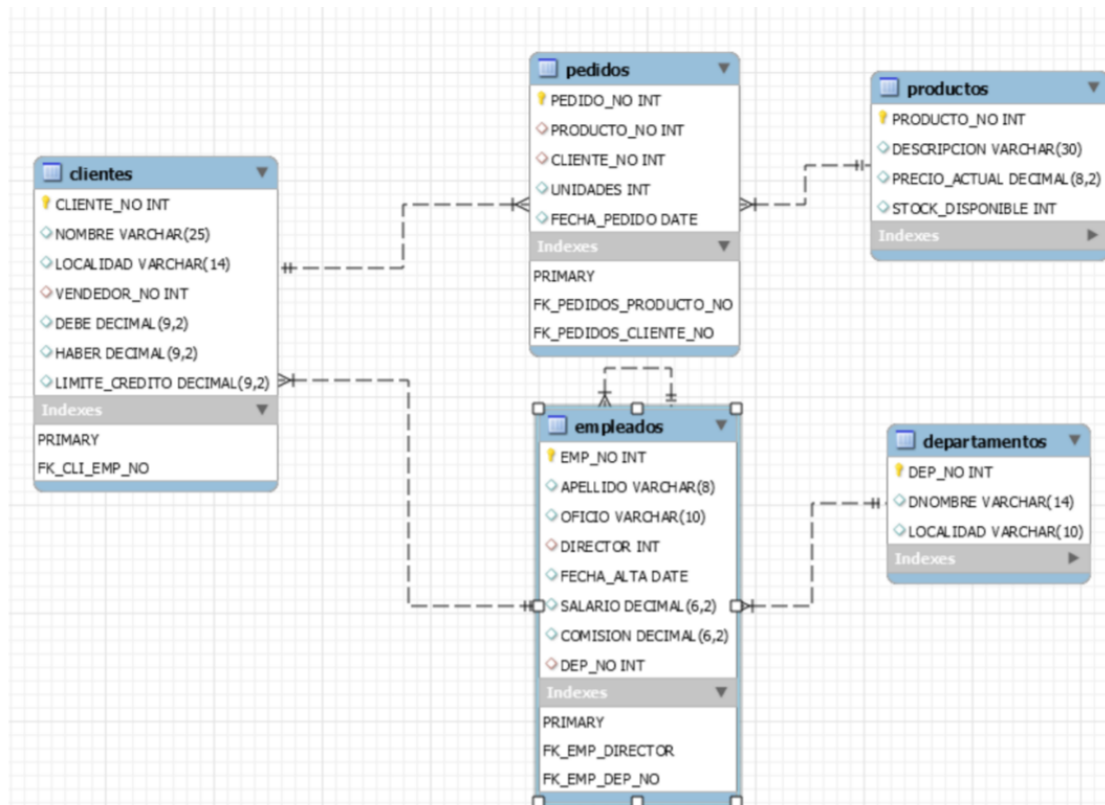 clientes
CLIENTE_NO INT
NOMBRE VARCHAR(25)
LOCALIDAD VARCHAR(14)
VENDEDOR_NO INT
DEBE DECIMAL(9,2)
HABER DECIMAL(9,2)
LIMITE_CREDITO DECIMAL(9,2)
Indexes
PRIMARY
FK_CLI_EMP_NO
pedidos
PEDIDO_NO INT
PRODUCTO_NO INT
CLIENTE_NO INT
UNIDADES INT
FECHA_PEDIDO DATE
Indexes
PRIMARY
FK_PEDIDOS_PRODUCTO_NO
FK_PEDIDOS_CLIENTE_NO
productos
PRODUCTO_NO INT
DESCRIPCION VARCHAR(30)
PRECIO_ACTUAL DECIMAL(8,2)
STOCK_DISPONIBLE INT
Indexes
empleados
EMP_NO INT
APELLIDO VARCHAR(8)
OFICIO VARCHAR(10)
DIRECTOR INT
FECHA_ALTA DATE
SALARIO DECIMAL(6,2)
COMISION DECIMAL(6,2)
DEP_NO INT
Indexes
PRIMARY
FK_EMP_DIRECTOR
FK_EMP_DEP_NO
departamentos
DEP_NO INT
DNOMBRE VARCHAR(14)
LOCALIDAD VARCHAR(10)
Indexes